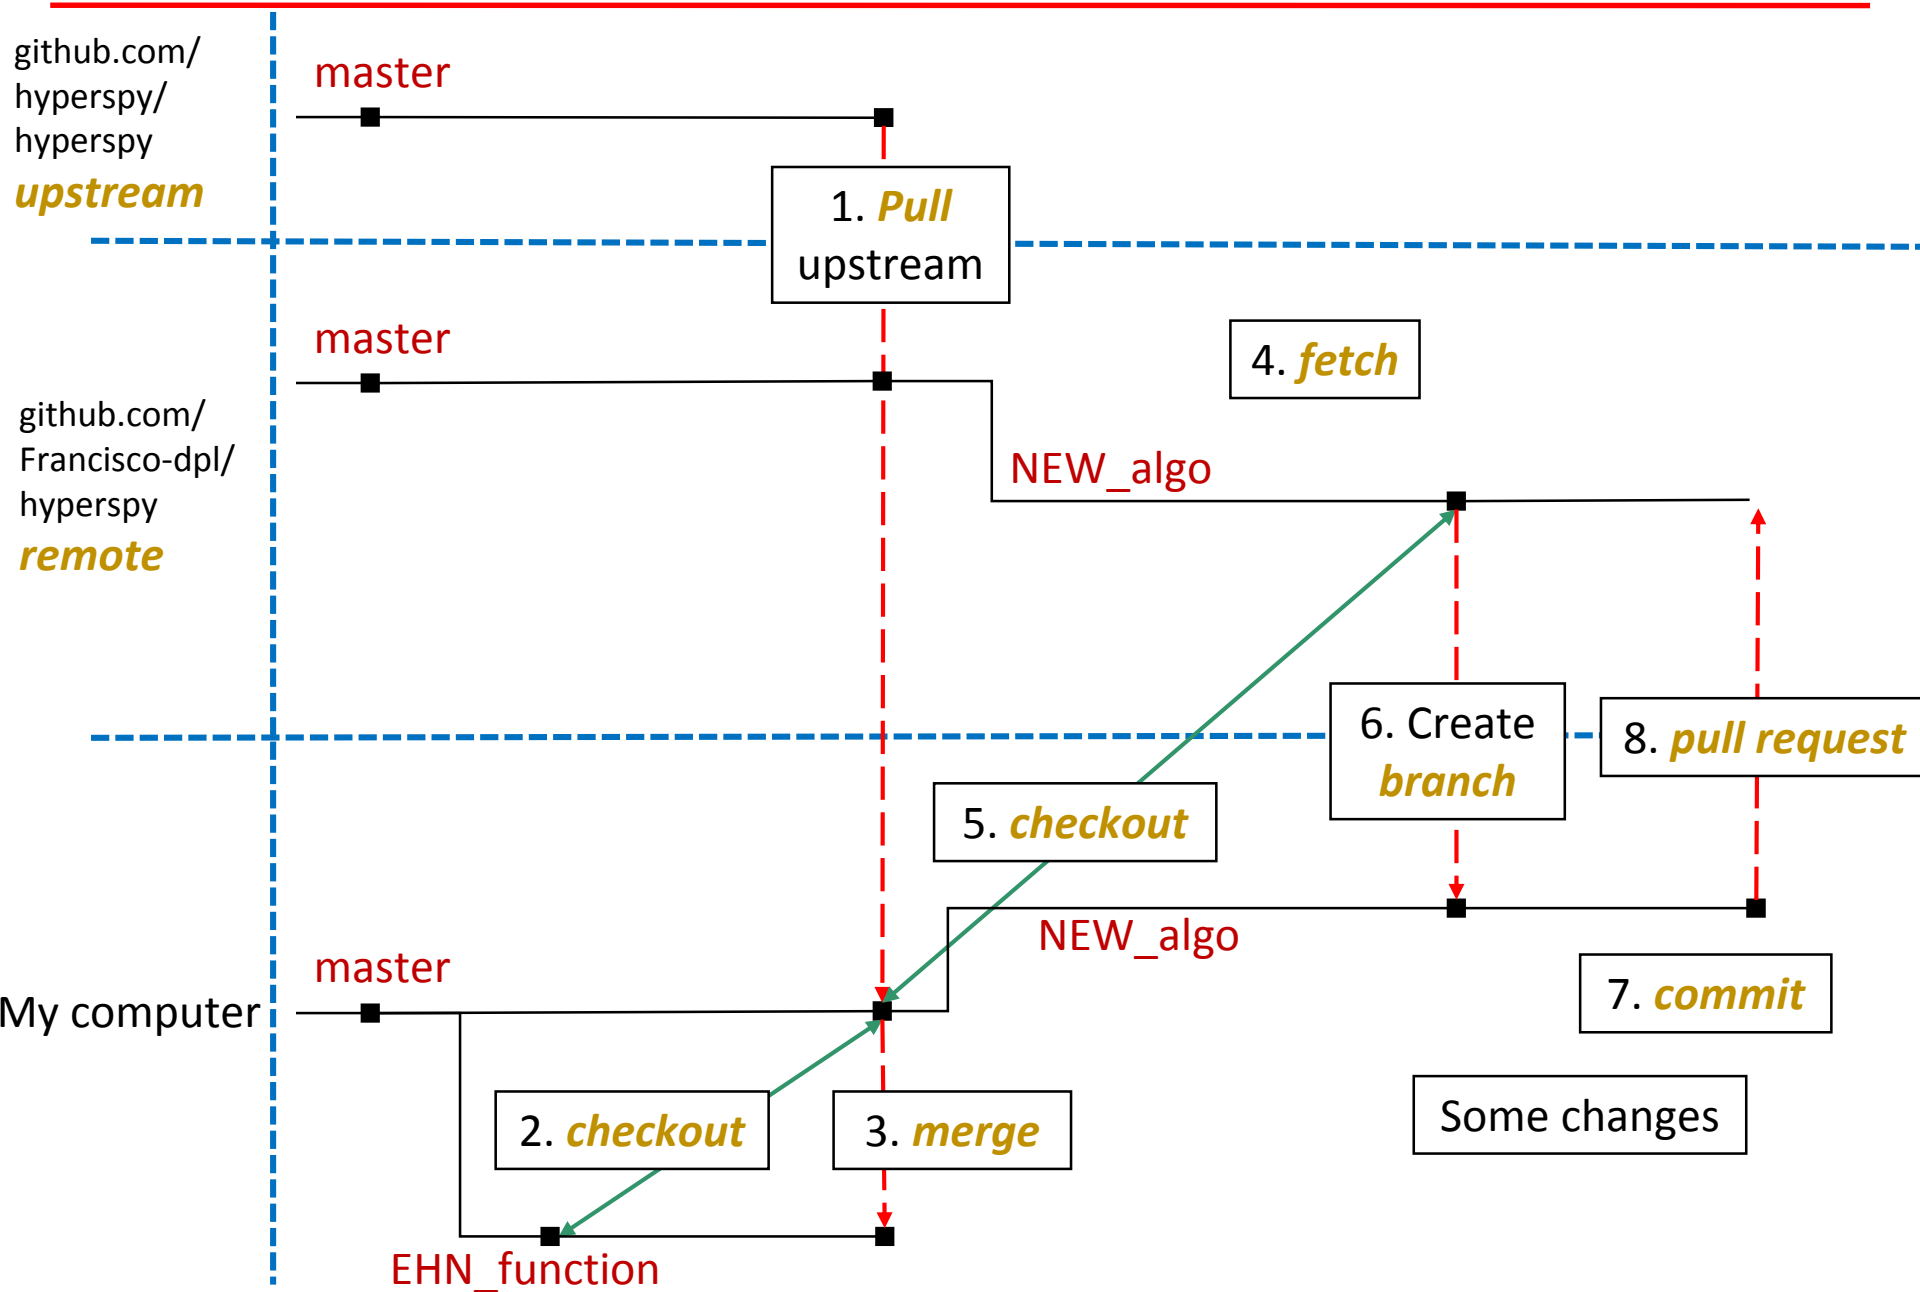 github.com/
hyperspy/
hyperspy
upstream
master
1. Pull
upstream
master
4. fetch
github.com/
Francisco-dpl/
hyperspy
remote
NEW_algo
6. Create
branch
8. pull request
5. checkout
NEW_algo
master
My computer
7. commit
2. checkout
3. merge
Some changes
EHN_function